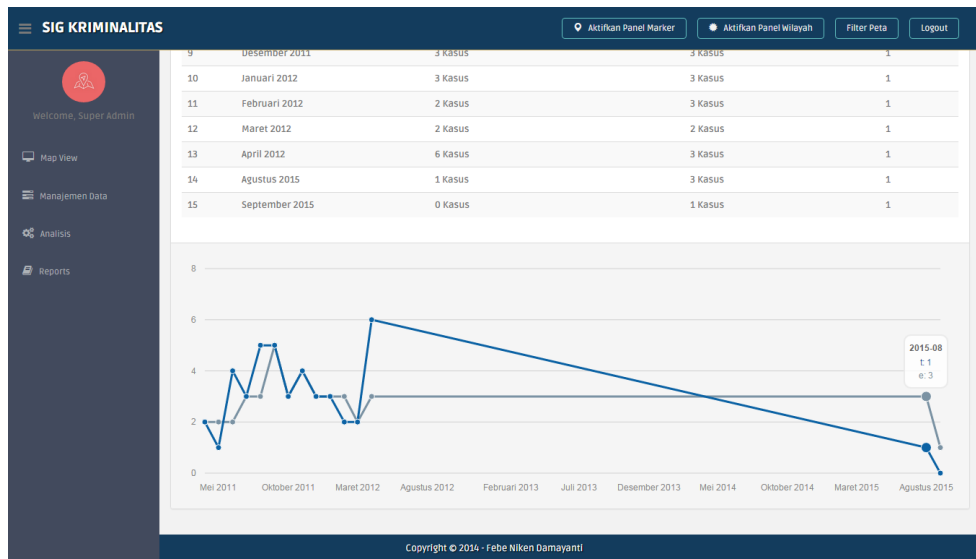 SIG KRIMINALITAS
Aktifkan Panel Marker
Aktifkan Panel Wilayah
Filter Peta
Logout
Welcome, Super Admin
Map View
Manajemen Data
Analisis
Reports
9 Desember 2011 3 Kasus 3 Kasus 1
10 Januari 2012 3 Kasus 3 Kasus 1
11 Februari 2012 2 Kasus 3 Kasus 1
12 Maret 2012 2 Kasus 2 Kasus 1
13 April 2012 6 Kasus 3 Kasus 1
14 Agustus 2015 1 Kasus 3 Kasus 1
15 September 2015 0 Kasus 1 Kasus 1
8
6
4
2
0
2015-08
t: 1
e: 3
Mei 2011 Oktober 2011 Maret 2012 Agustus 2012 Februari 2013 Juli 2013 Desember 2013 Mei 2014 Oktober 2014 Maret 2015 Agustus 2015
Copyright © 2014 - Febe Niken Damayanti